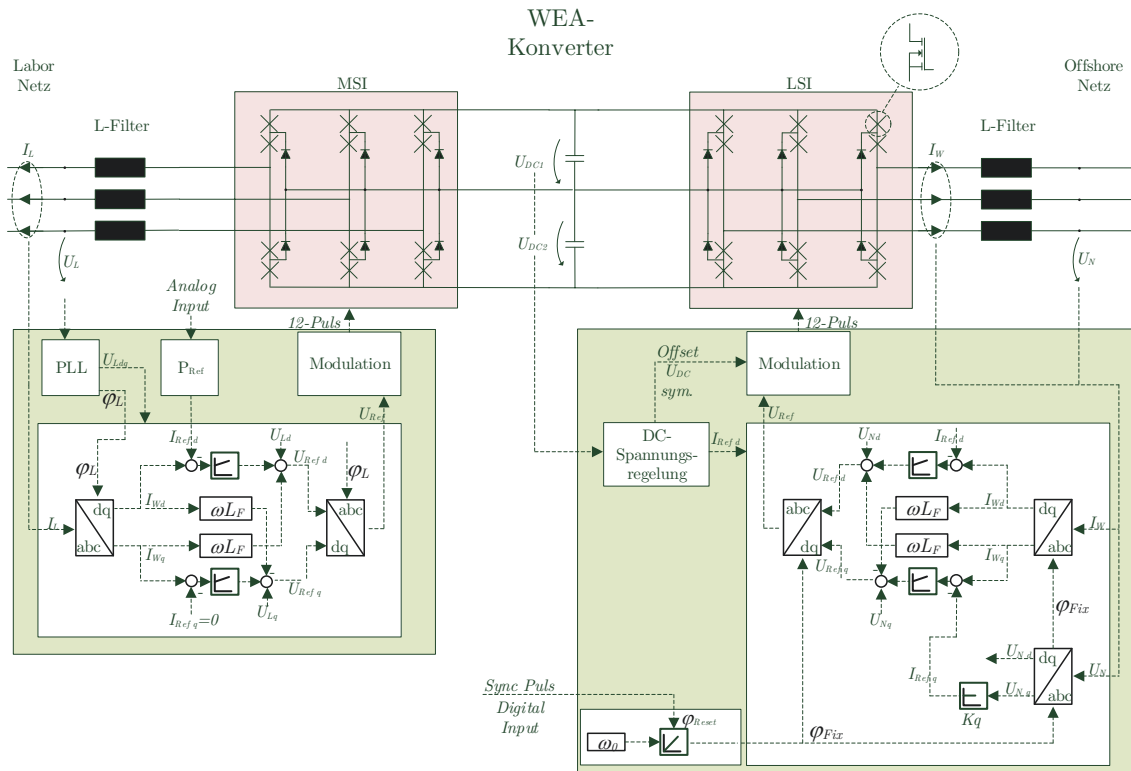 WEA-
Konverter
Labor
Netz
MSI
LSI
Offshore
Netz
L-Filter
L-Filter
I_L
I_W
U_DC1
U_DC2
U_L
U_N
Analog
Input
12-Puls
12-Puls
PLL
U_Ldq
P_Ref
Modulation
φ_L
U_Ref
Offset
U_DC
sym.
Modulation
U_Ref
I_Ref d
U_Ld
U_Ref d
φ_L
φ_L
dq
abc
I_L
I_Wd
ωL_F
I_Wq
ωL_F
abc
dq
U_Ref q
U_Lq
I_Ref q=0
DC-
Spannungs-
regelung
I_Ref d
U_Nd
I_Ref d
U_Ref d
abc
dq
I_Wd
ωL_F
I_Wq
ωL_F
dq
abc
I_W
U_Ref q
U_Nq
φ_Fix
I_Ref q
U_N d
dq
abc
U_N
U_N q
Kq
Sync Puls
Digital
Input
φ_Reset
ω_0
φ_Fix